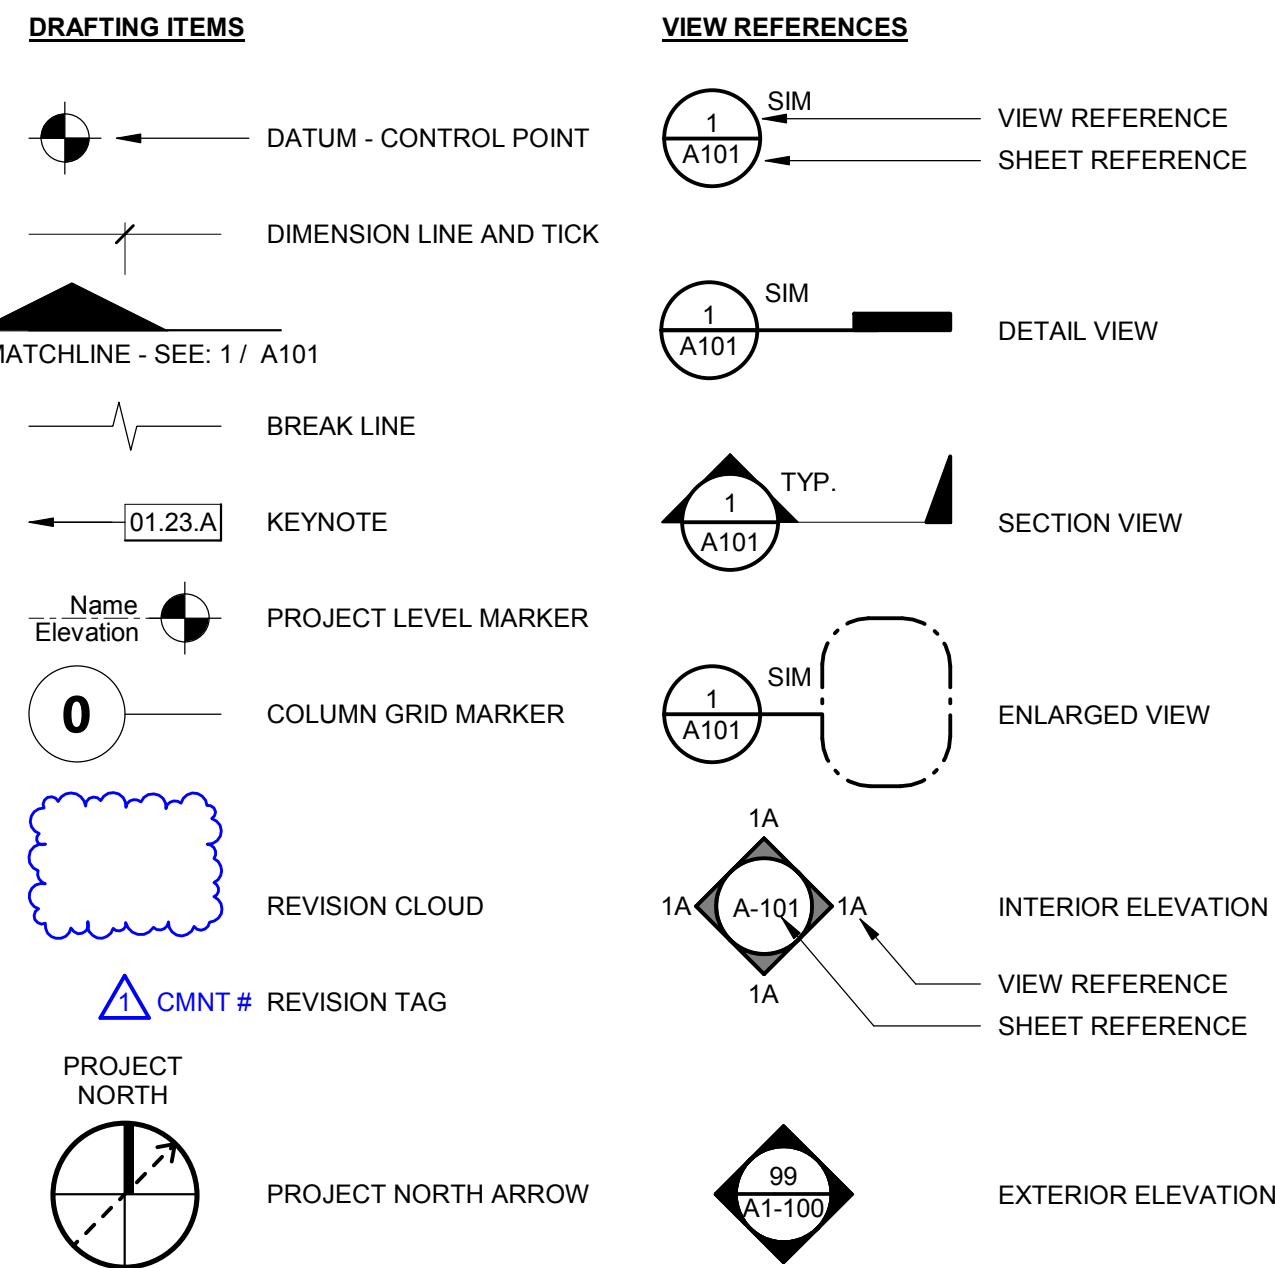 DRAFTING ITEMS
DATUM - CONTROL POINT
DIMENSION LINE AND TICK
MATCHLINE - SEE: 1 / A101
BREAK LINE
01.23.A KEYNOTE
Name
Elevation
PROJECT LEVEL MARKER
0 COLUMN GRID MARKER
REVISION CLOUD
1 CMNT # REVISION TAG
PROJECT
NORTH
PROJECT NORTH ARROW
VIEW REFERENCES
SIM
1
A101
VIEW REFERENCE
SHEET REFERENCE
SIM
1
A101
DETAIL VIEW
TYP.
1
A101
SECTION VIEW
SIM
1
A101
ENLARGED VIEW
1A
1A A-101 1A
1A
INTERIOR ELEVATION
VIEW REFERENCE
SHEET REFERENCE
99
A1-100
EXTERIOR ELEVATION